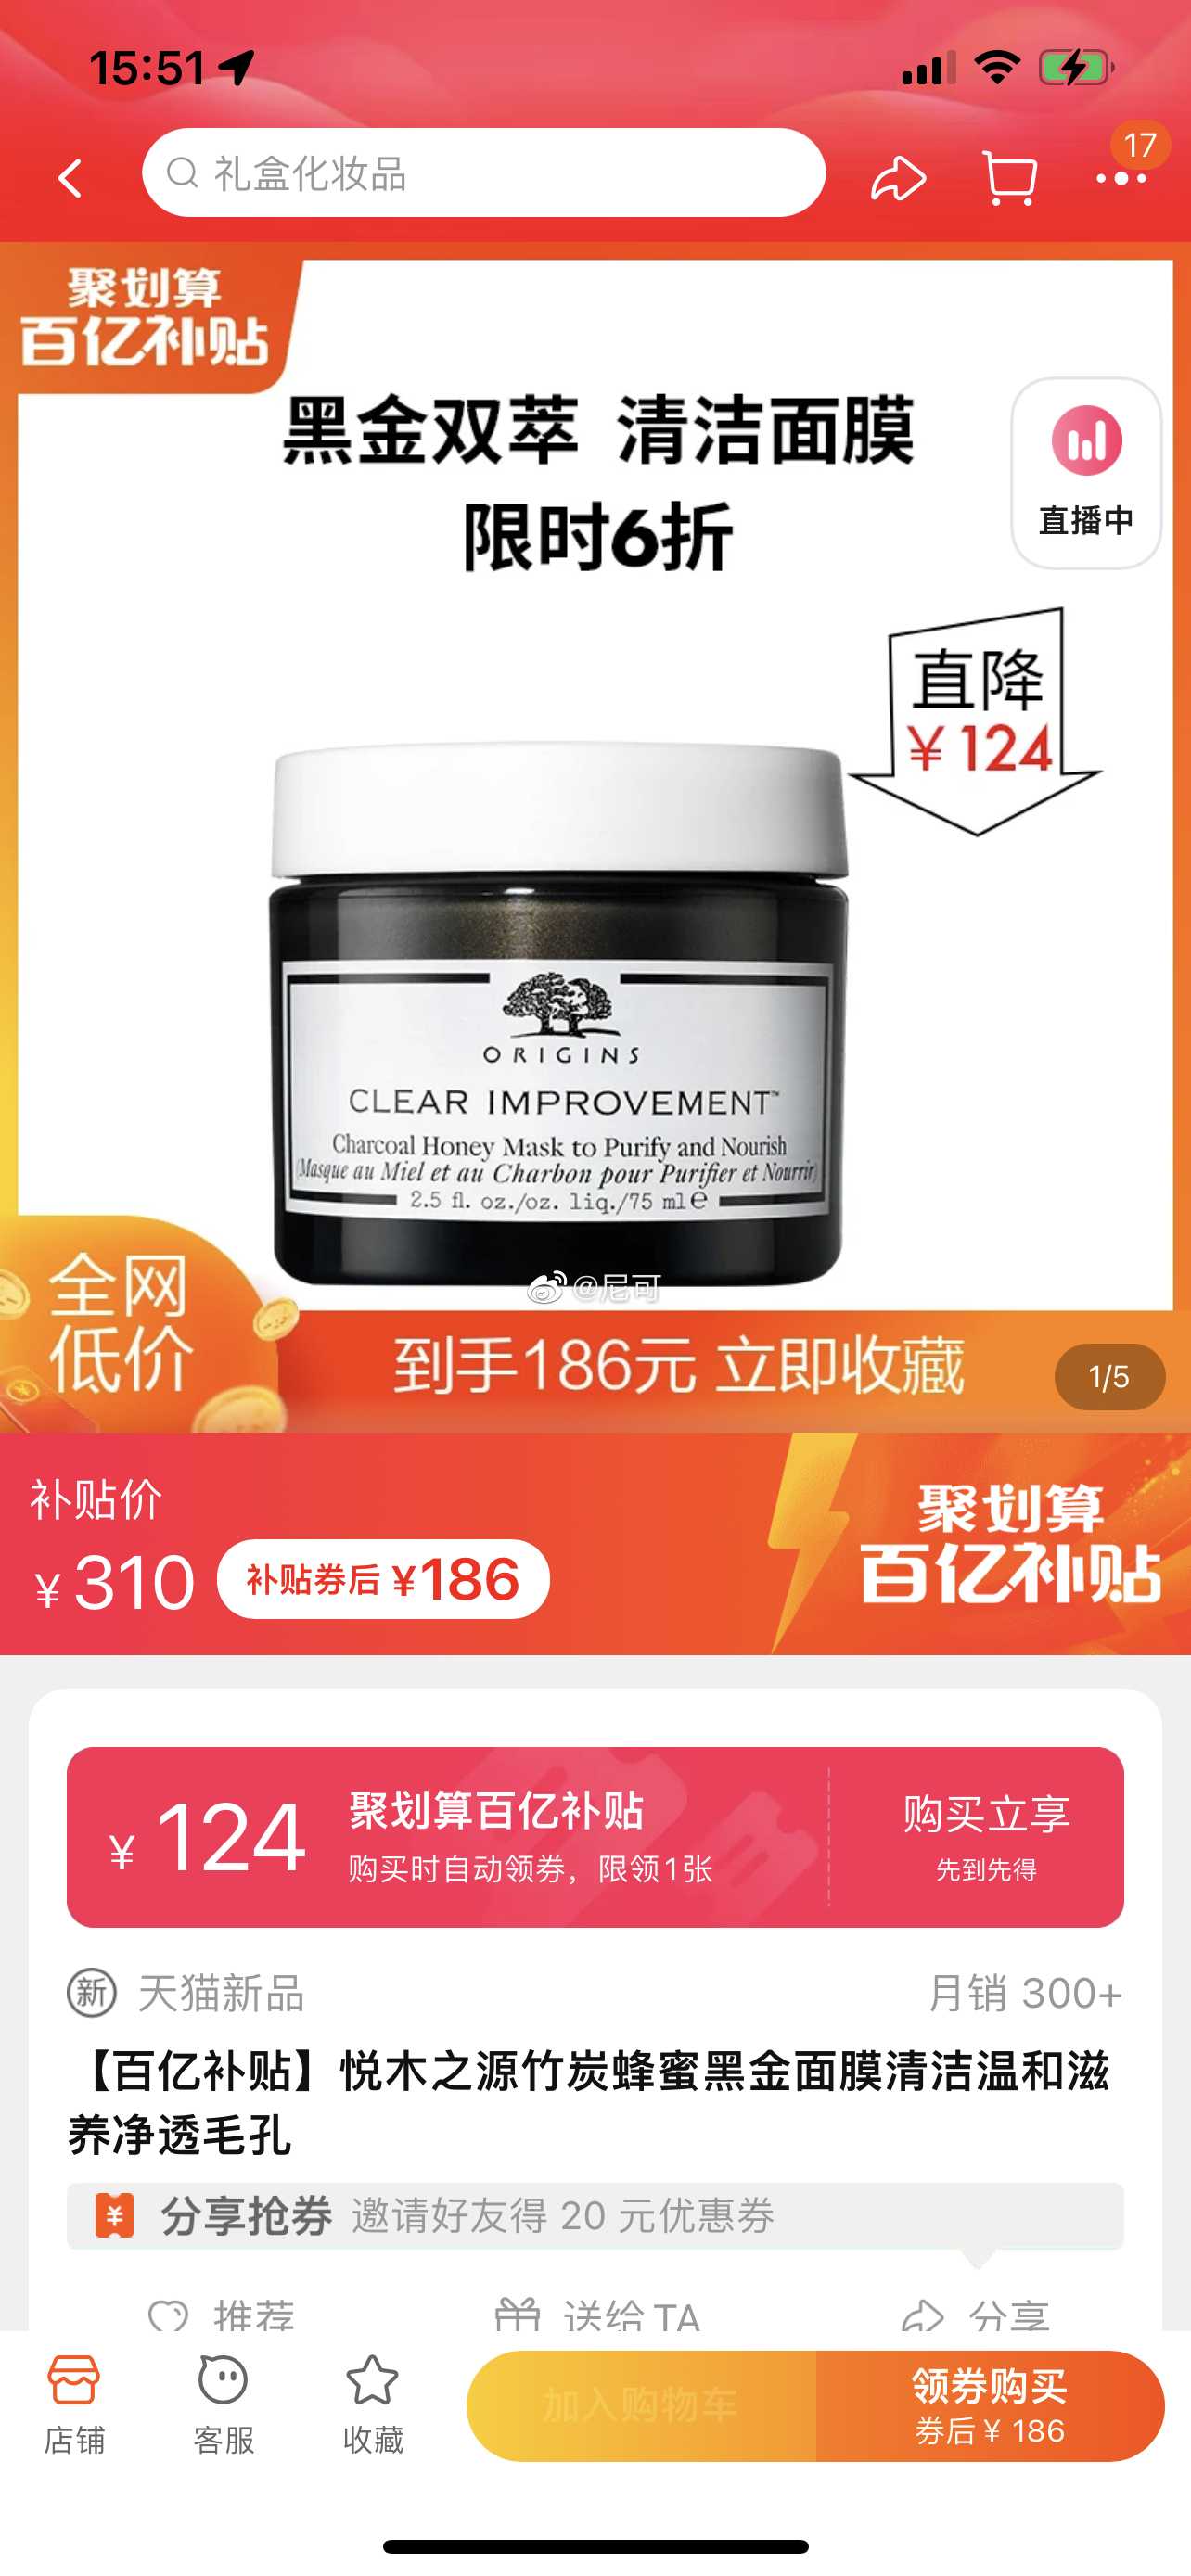 15:51
礼盒化妆品
17
聚划算
百亿补贴
黑金双萃 清洁面膜
限时6折
直播中
直降
¥124
ORIGINS
CLEAR IMPROVEMENT™
Charcoal Honey Mask to Purify and Nourish
(Masque au Miel et au Charbon pour Purifier et Nourrir)
2.5 fl. oz./oz. liq./75 ml℮
@尼可
全网
低价
到手186元 立即收藏
1/5
补贴价
¥310
补贴券后 ¥186
聚划算
百亿补贴
¥124
聚划算百亿补贴
购买时自动领券，限领1张
购买立享
先到先得
新 天猫新品
月销 300+
【百亿补贴】悦木之源竹炭蜂蜜黑金面膜清洁温和滋
养净透毛孔
¥ 分享抢券 邀请好友得 20 元优惠券
推荐
送给TA
分享
店铺
客服
收藏
加入购物车
领券购买
券后¥ 186